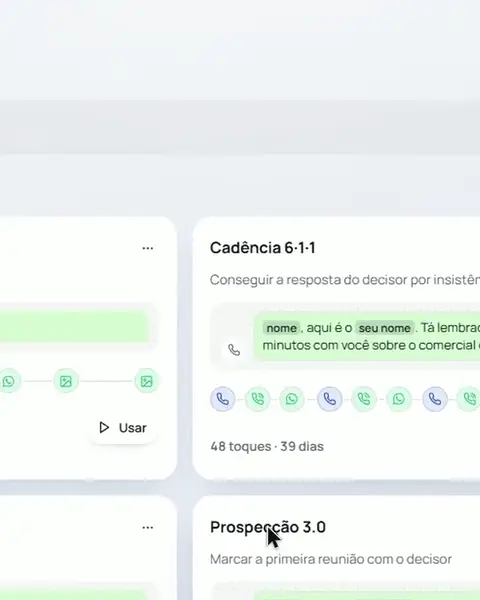 Cadência 6·1·1
Conseguir a resposta do decisor por insistên
nome, aqui é o seu nome. Tá lembrad
minutos com você sobre o comercial
Usar
48 toques · 39 dias
Prospecção 3.0
Marcar a primeira reunião com o decisor